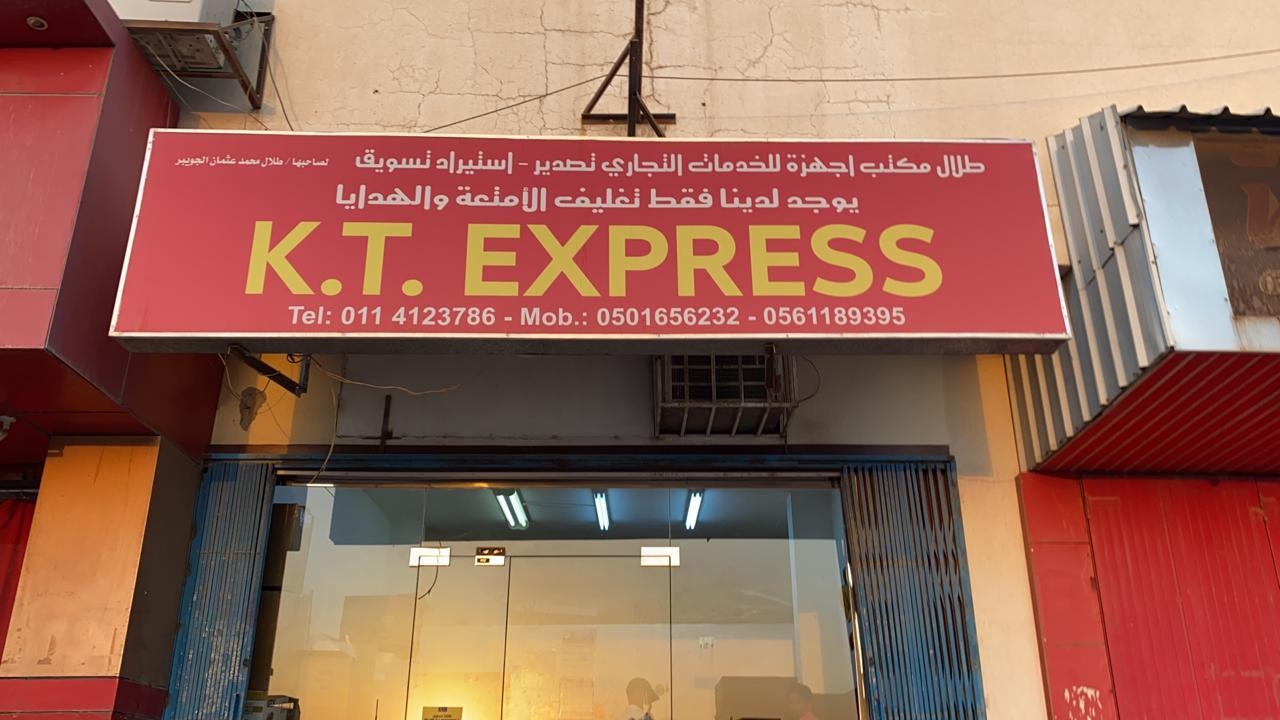 طلال مكتب اجهزة للخدمات التجاري تصدير - استيراد تسويق لصاحبها / طلال محمد عثمان الجويبر
يوجد لدينا فقط تغليف الأمتعة والهدايا
K.T. EXPRESS
Tel: 011 4123786 - Mob.: 0501656232 - 0561189395